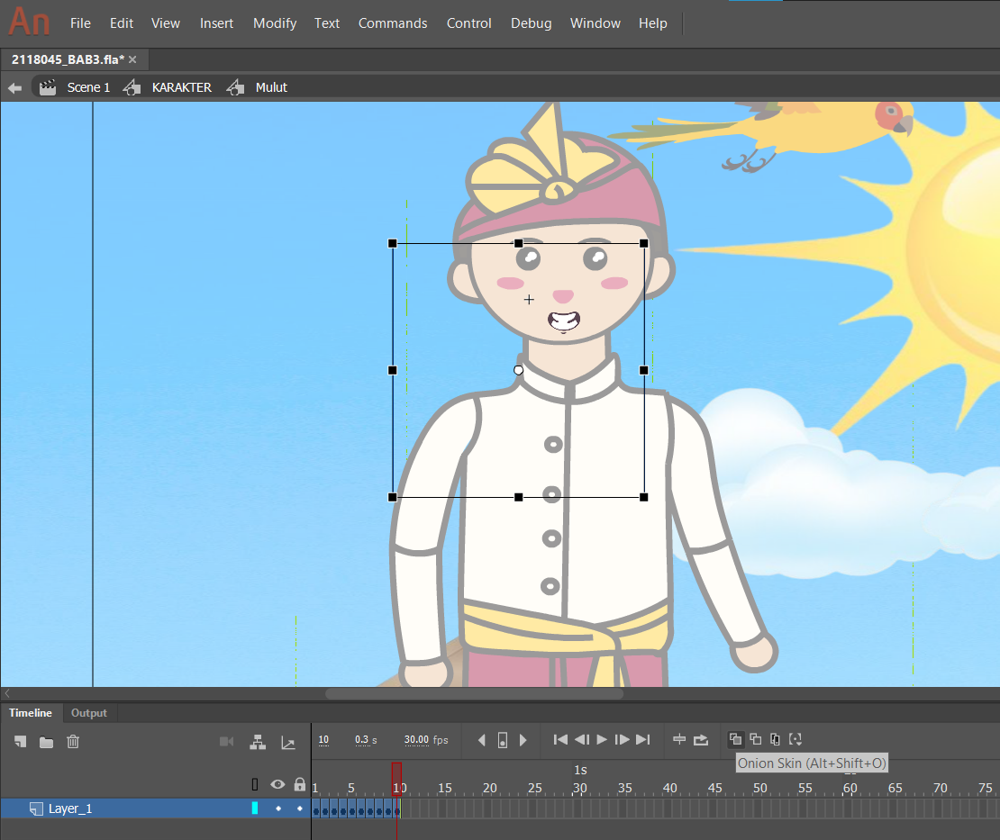 An File Edit View Insert Modify Text Commands Control Debug Window Help
2118045_BAB3.fla* ×
Scene 1 KARAKTER Mulut
Timeline Output
10 0.3 s 30.00 fps
Onion Skin (Alt+Shift+O)
1s
1 5 10 15 20 25 30 35 40 45 50 55 60 65 70 75
Layer_1